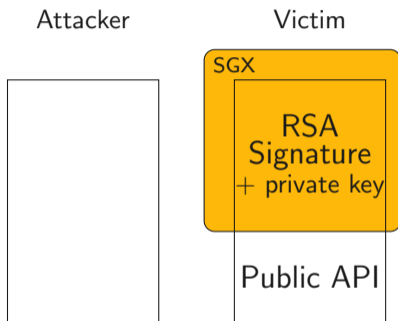 Attacker
Victim
SGX
RSA
Signature
+ private key
Public API